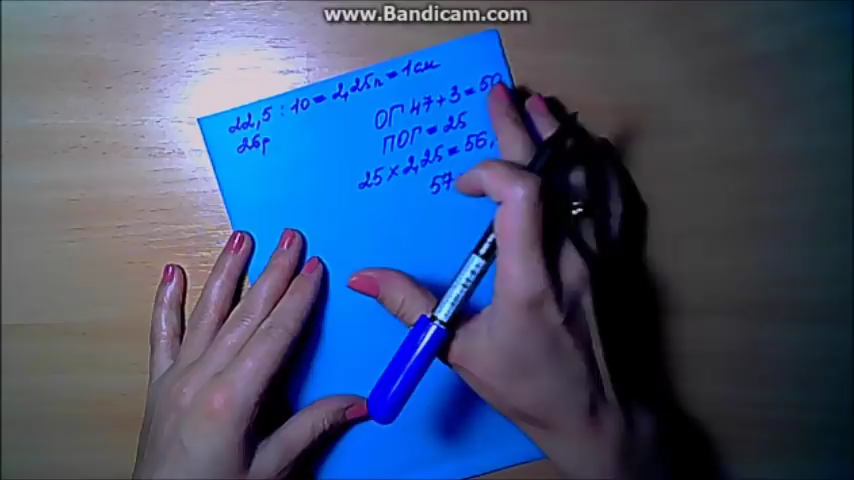 www.Bandicam.com
22,5 : 10 = 2,25п = 1см
26р
ОГ 47 + 3 = 50
ПОГ = 25
25 × 2,25 = 56,
57